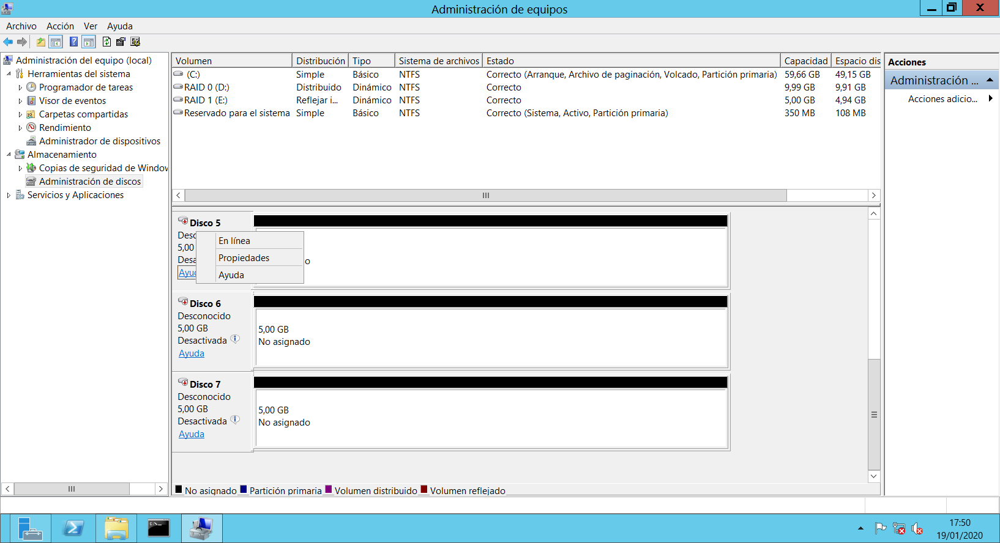 Administración de equipos
Archivo Acción Ver Ayuda
Administración del equipo (local)
Herramientas del sistema
Programador de tareas
Visor de eventos
Carpetas compartidas
Rendimiento
Administrador de dispositivos
Almacenamiento
Copias de seguridad de Window
Administración de discos
Servicios y Aplicaciones
Volumen Distribución Tipo Sistema de archivos Estado Capacidad Espacio dis
(C:) Simple Básico NTFS Correcto (Arranque, Archivo de paginación, Volcado, Partición primaria) 59,66 GB 49,15 GB
RAID 0 (D:) Distribuido Dinámico NTFS Correcto 9,99 GB 9,91 GB
RAID 1 (E:) Reflejar i... Dinámico NTFS Correcto 5,00 GB 4,94 GB
Reservado para el sistema Simple Básico NTFS Correcto (Sistema, Activo, Partición primaria) 350 MB 108 MB
Disco 5
Desc
5,00
Desa
Ayud
En línea
Propiedades
Ayuda
o
Disco 6
Desconocido
5,00 GB
Desactivada
Ayuda
5,00 GB
No asignado
Disco 7
Desconocido
5,00 GB
Desactivada
Ayuda
5,00 GB
No asignado
No asignado Partición primaria Volumen distribuido Volumen reflejado
Acciones
Administración ...
Acciones adicio...
17:50
19/01/2020